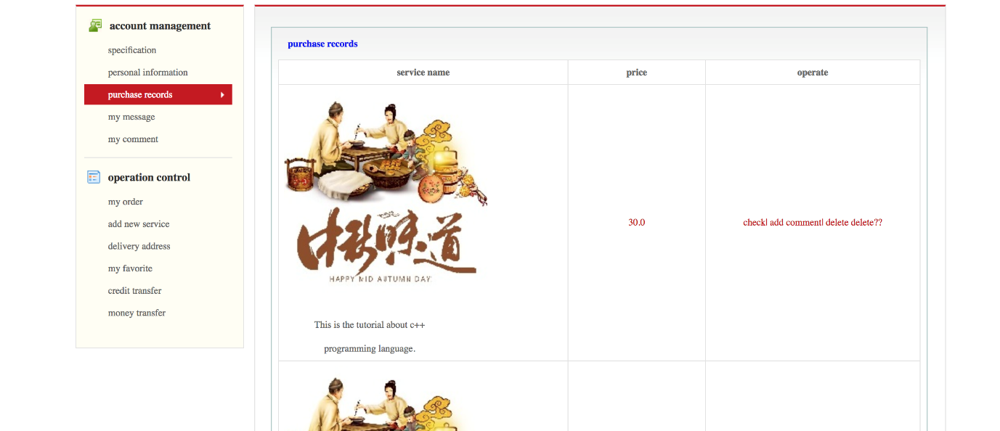 account management
specification
personal information
purchase records
my message
my comment
operation control
my order
add new service
delivery address
my favorite
credit transfer
money transfer
purchase records
service name price operate
中秋味道
HAPPY MID AUTUMN DAY
30.0 check| add comment| delete delete??
This is the tutorial about c++
programming language.